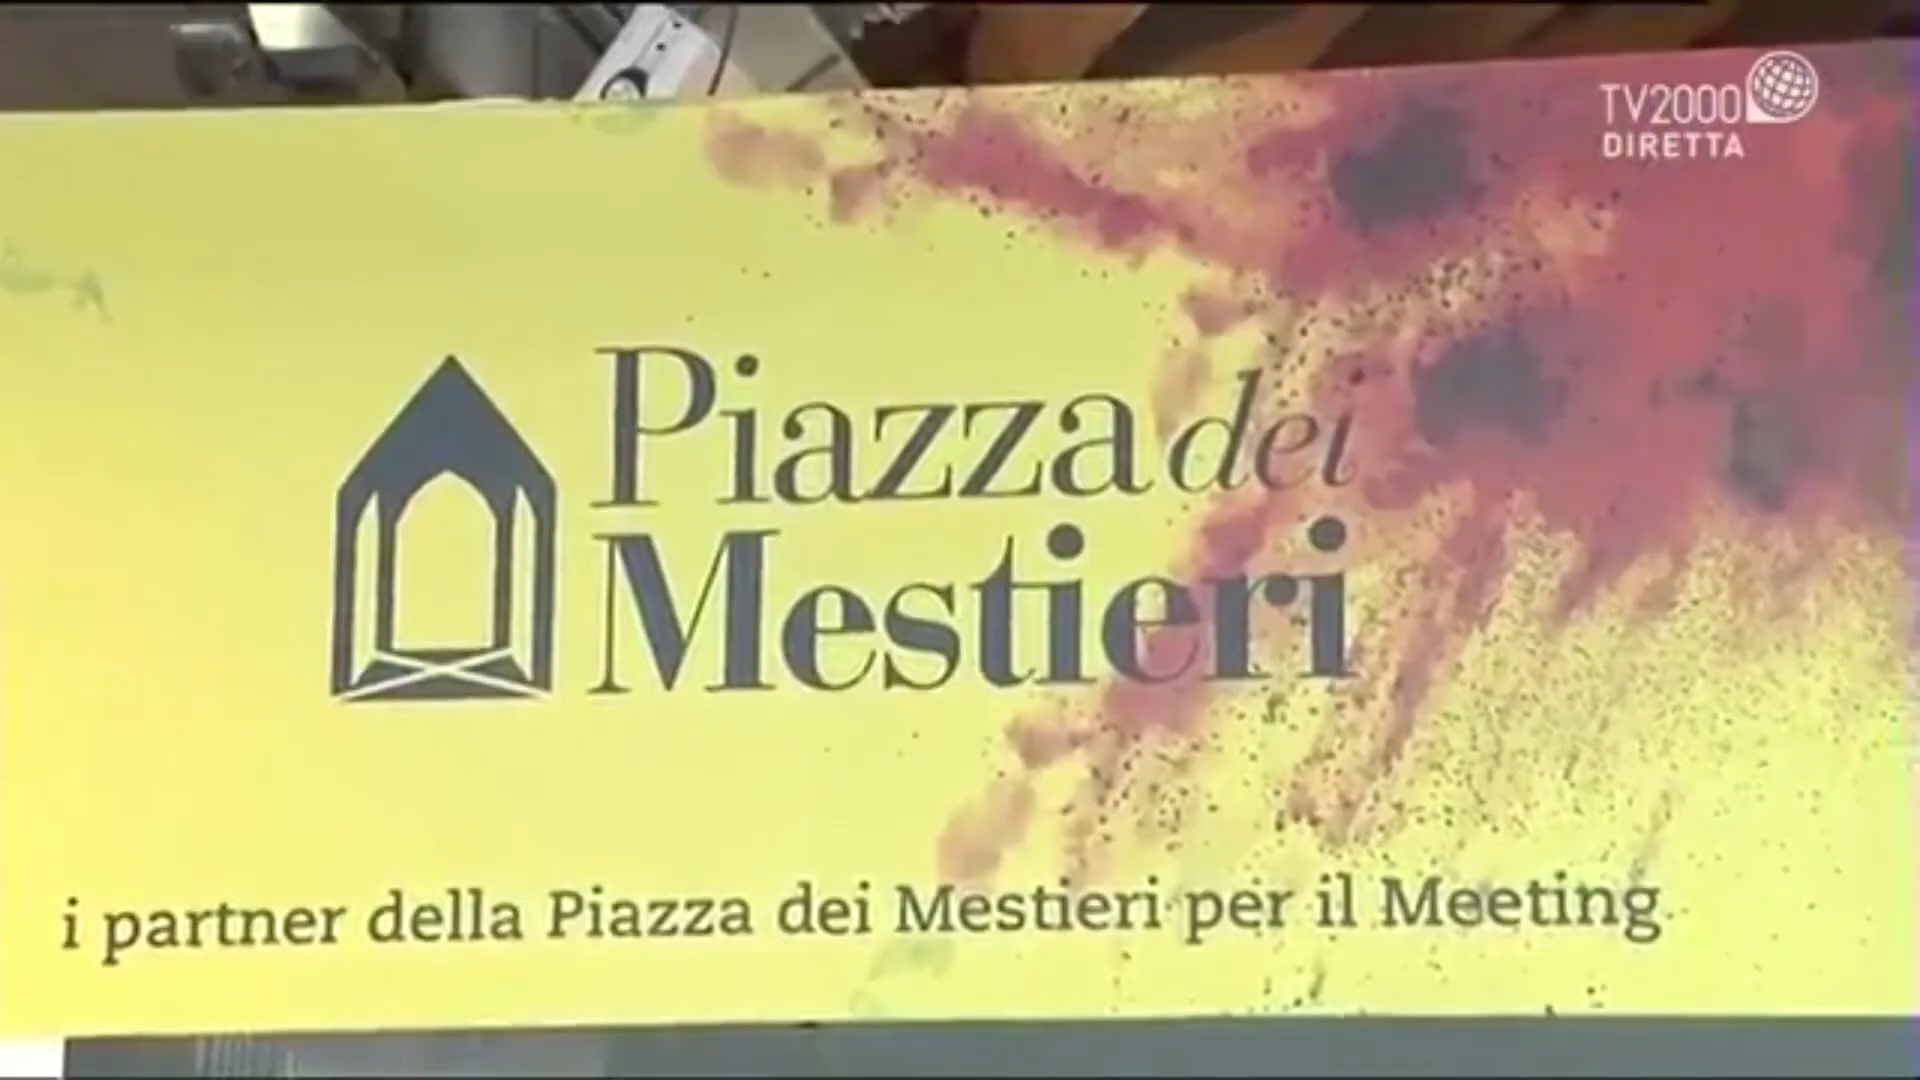 TV2000
DIRETTA
Piazza dei
Mestieri
i partner della Piazza dei Mestieri per il Meeting